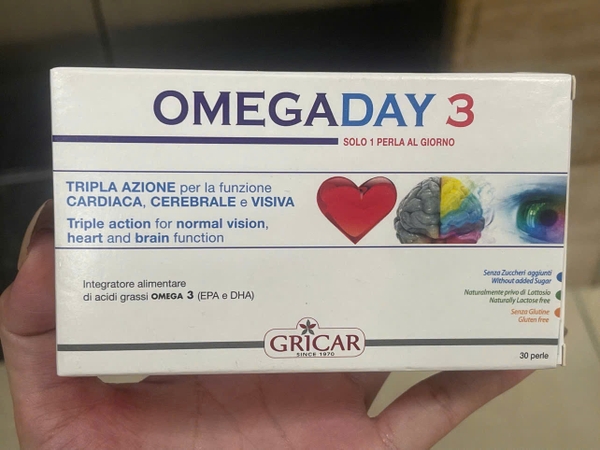 OMEGADAY 3
SOLO 1 PERLA AL GIORNO
TRIPLA AZIONE per la funzione
CARDIACA, CEREBRALE e VISIVA
Triple action for normal vision,
heart and brain function
Integratore alimentare
di acidi grassi OMEGA 3 (EPA e DHA)
Senza Zuccheri aggiunti
Without added Sugar
Naturalmente privo di Lattosio
Naturally Lactose free
Senza Glutine
Gluten free
GRICAR
SINCE 1970
30 perle